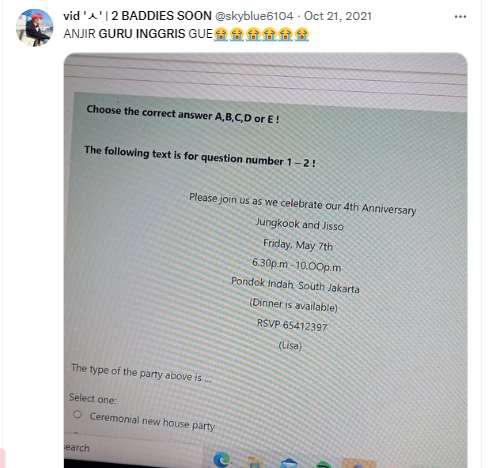 vid 'ㅅ' | 2 BADDIES SOON @skyblue6104 · Oct 21, 2021
ANJIR GURU INGGRIS GUE😭😭😭😭😭😭
Choose the correct answer A,B,C,D or E !
The following text is for question number 1 – 2 !
Please join us as we celebrate our 4th Anniversary
Jungkook and Jisso
Friday, May 7th
6.30p.m -10.OOp.m
Pondok Indah, South Jakarta
(Dinner is available)
RSVP 65412397
(Lisa)
The type of the party above is ...
Select one:
Ceremonial new house party
earch